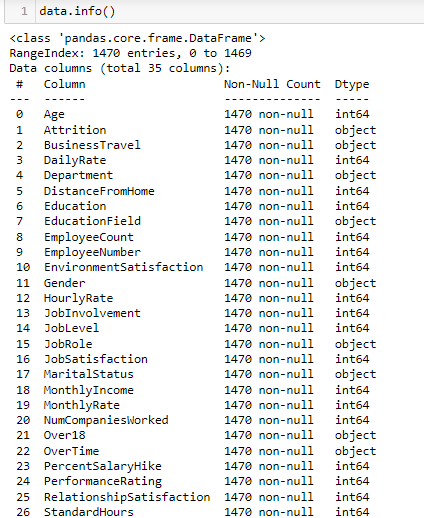 1 data.info()
<class 'pandas.core.frame.DataFrame'>
RangeIndex: 1470 entries, 0 to 1469
Data columns (total 35 columns):
 #   Column                    Non-Null Count  Dtype
---  ------                    --------------  -----
 0   Age                       1470 non-null   int64
 1   Attrition                 1470 non-null   object
 2   BusinessTravel            1470 non-null   object
 3   DailyRate                 1470 non-null   int64
 4   Department                1470 non-null   object
 5   DistanceFromHome          1470 non-null   int64
 6   Education                 1470 non-null   int64
 7   EducationField            1470 non-null   object
 8   EmployeeCount             1470 non-null   int64
 9   EmployeeNumber            1470 non-null   int64
 10  EnvironmentSatisfaction   1470 non-null   int64
 11  Gender                    1470 non-null   object
 12  HourlyRate                1470 non-null   int64
 13  JobInvolvement            1470 non-null   int64
 14  JobLevel                  1470 non-null   int64
 15  JobRole                   1470 non-null   object
 16  JobSatisfaction           1470 non-null   int64
 17  MaritalStatus             1470 non-null   object
 18  MonthlyIncome             1470 non-null   int64
 19  MonthlyRate               1470 non-null   int64
 20  NumCompaniesWorked        1470 non-null   int64
 21  Over18                    1470 non-null   object
 22  OverTime                  1470 non-null   object
 23  PercentSalaryHike         1470 non-null   int64
 24  PerformanceRating         1470 non-null   int64
 25  RelationshipSatisfaction  1470 non-null   int64
 26  StandardHours             1470 non-null   int64